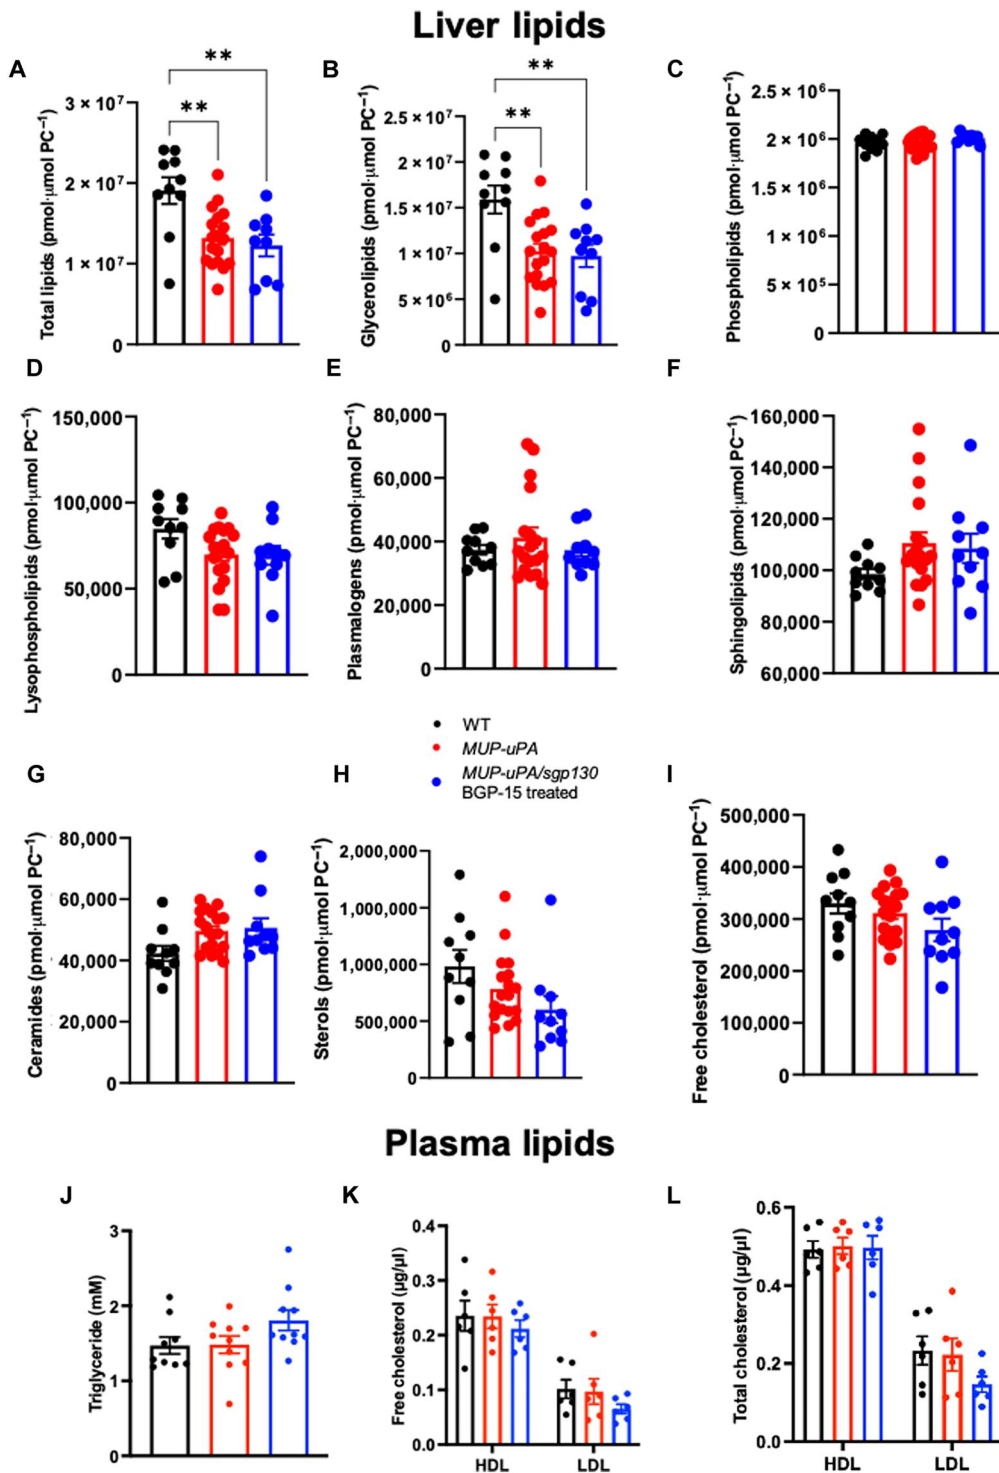 Liver lipids
A
Total lipids (pmol·μmol PC⁻¹)
3 × 10⁷
2 × 10⁷
1 × 10⁷
0
**
**
B
Glycerolipids (pmol·μmol PC⁻¹)
2.5 × 10⁷
2 × 10⁷
1.5 × 10⁷
1 × 10⁷
5 × 10⁶
0
**
**
C
Phospholipids (pmol·μmol PC⁻¹)
2.5 × 10⁶
2 × 10⁶
1.5 × 10⁶
1 × 10⁶
5 × 10⁵
0
D
Lysophospholipids (pmol·μmol PC⁻¹)
150,000
100,000
50,000
0
E
Plasmalogens (pmol·μmol PC⁻¹)
80,000
60,000
40,000
20,000
0
F
Sphingolipids (pmol·μmol PC⁻¹)
160,000
140,000
120,000
100,000
80,000
60,000
WT
MUP-uPA
MUP-uPA/sgp130
BGP-15 treated
G
Ceramides (pmol·μmol PC⁻¹)
80,000
60,000
40,000
20,000
0
H
Sterols (pmol·μmol PC⁻¹)
2,000,000
1,000,000
1,000,000
500,000
0
I
Free cholesterol (pmol·μmol PC⁻¹)
500,000
400,000
300,000
200,000
100,000
0
Plasma lipids
J
Triglyceride (mM)
3
2
1
0
K
Free cholesterol (μg/μl)
0.4
0.3
0.2
0.1
0.0
HDL
LDL
L
Total cholesterol (μg/μl)
0.6
0.4
0.2
0.0
HDL
LDL